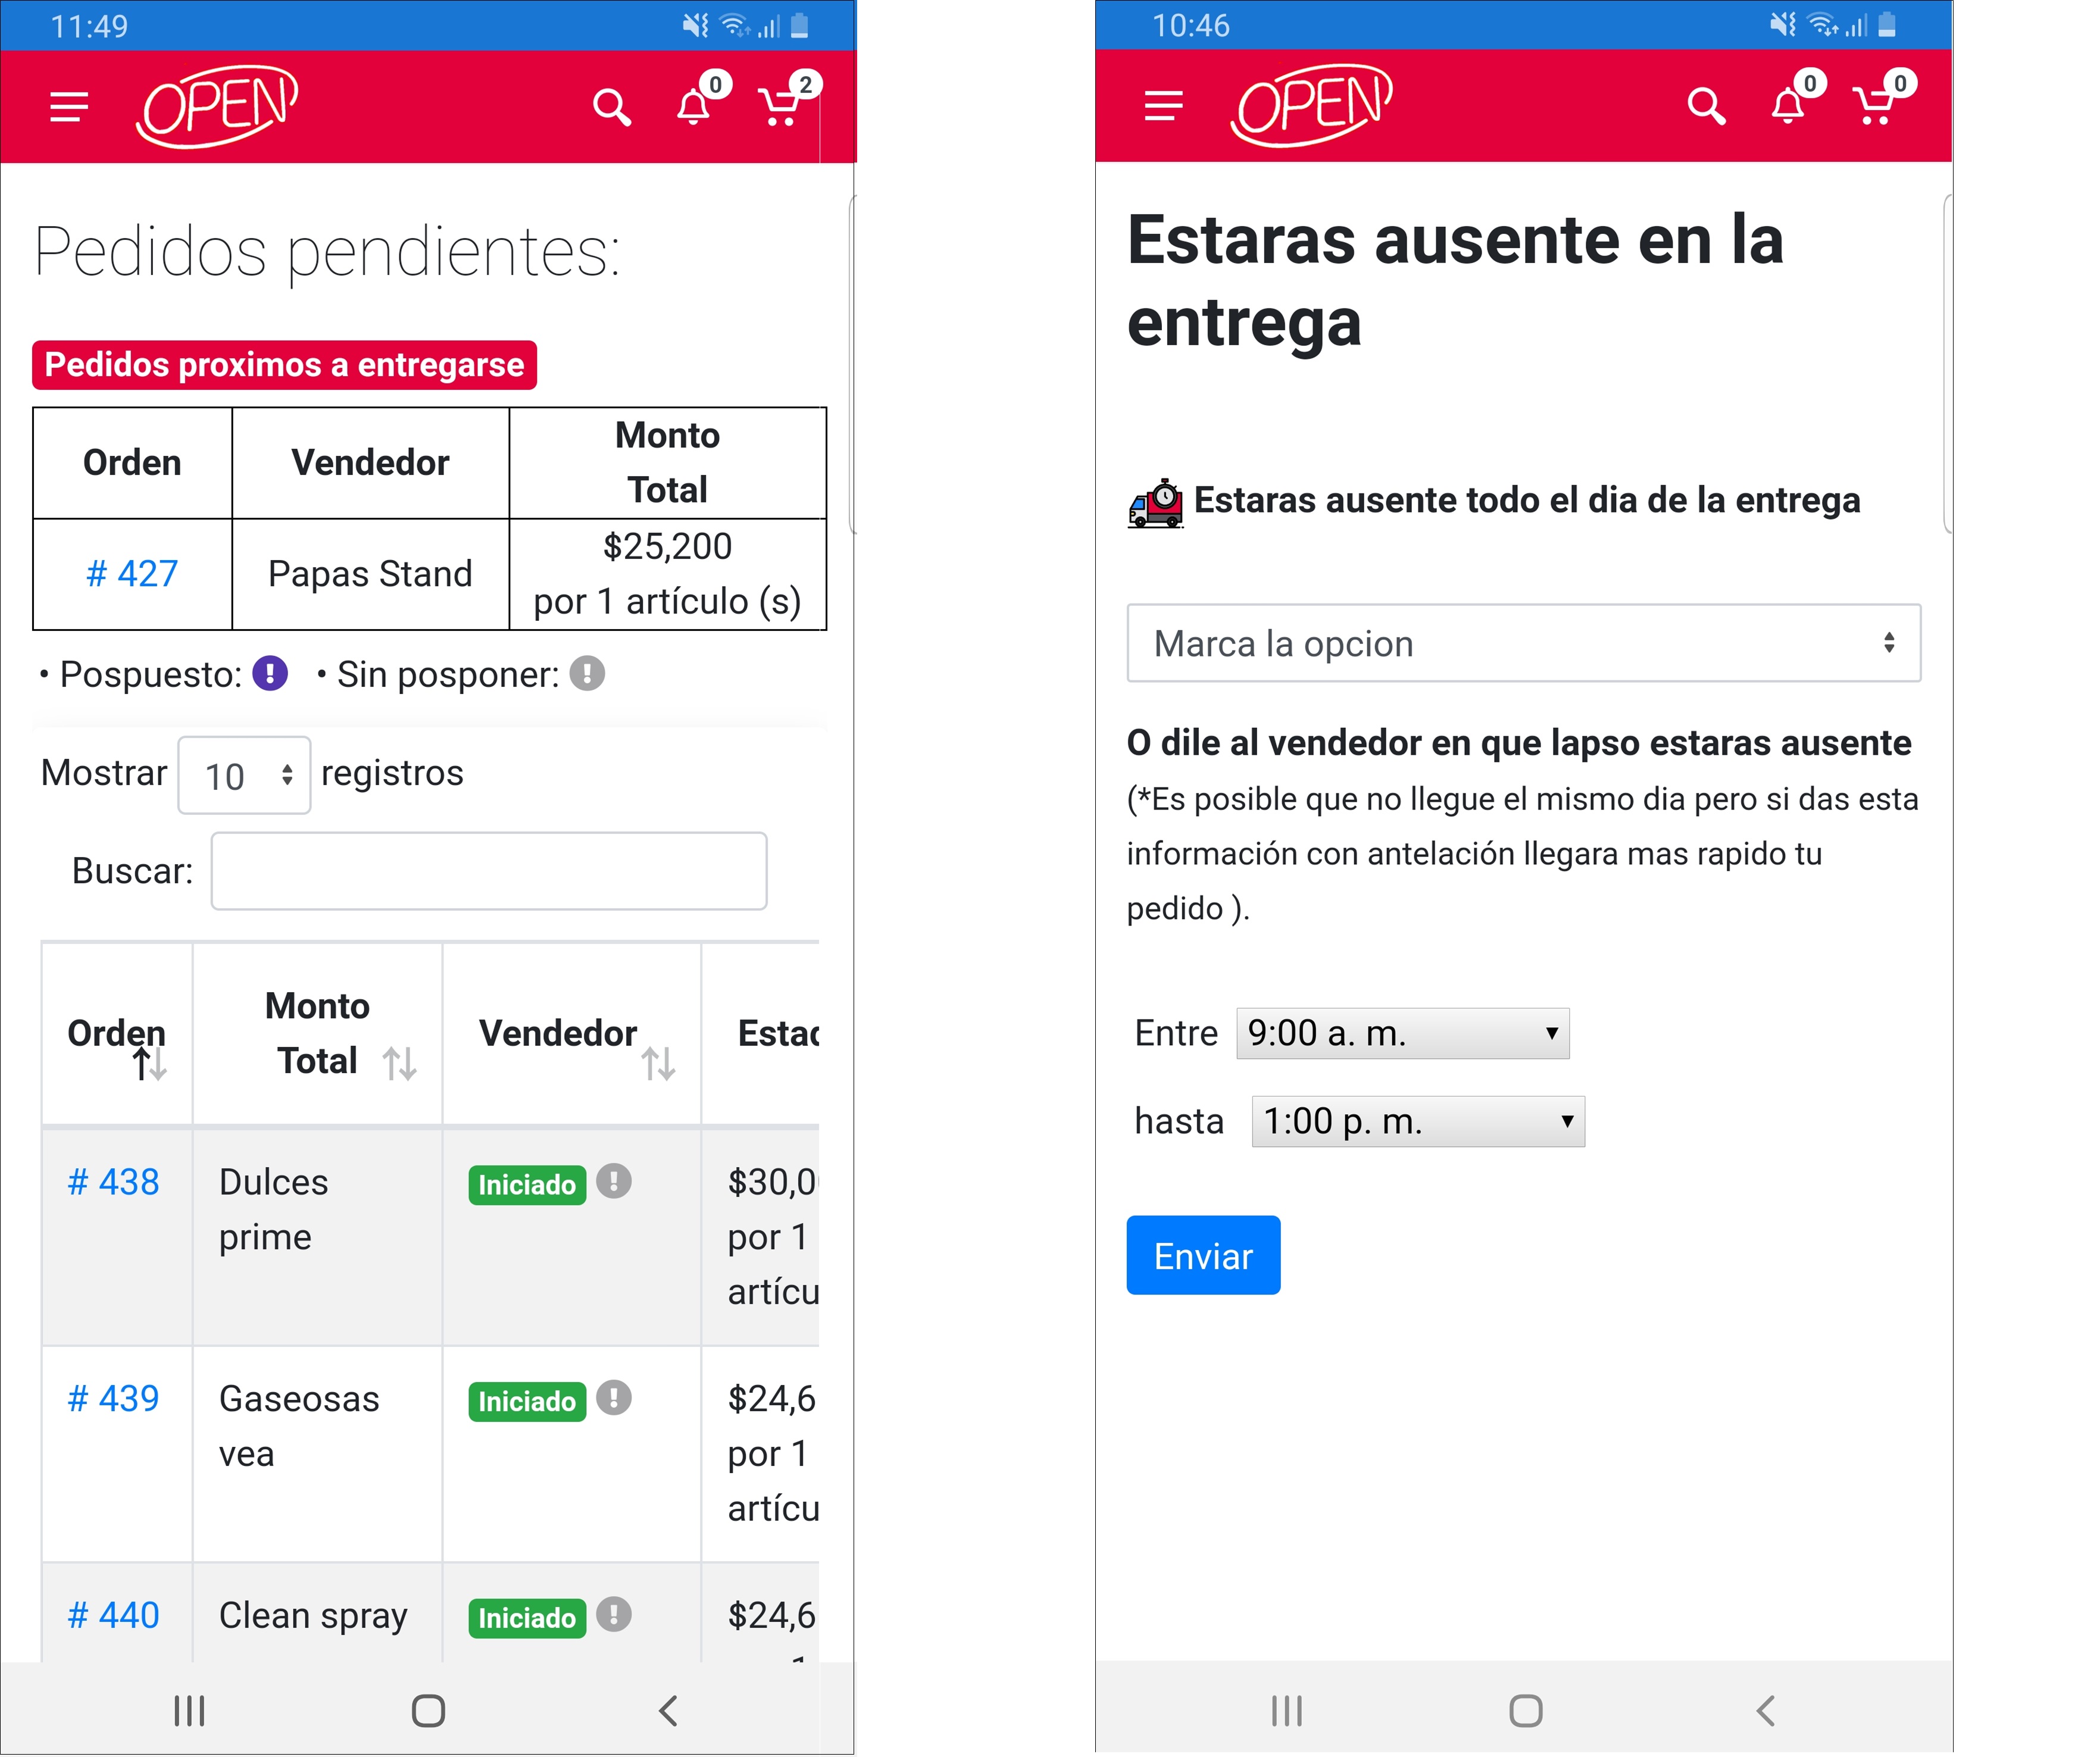 11:49
OPEN
0
2
Pedidos pendientes:
Pedidos proximos a entregarse
Orden Vendedor Monto Total
# 427 Papas Stand $25,200 por 1 artículo (s)
• Pospuesto: ! • Sin posponer: !
Mostrar 10 registros
Buscar:
Orden Monto Total Vendedor Estad
# 438 Dulces prime Iniciado ! $30,0 por 1 artícu
# 439 Gaseosas vea Iniciado ! $24,6 por 1 artícu
# 440 Clean spray Iniciado ! $24,6
10:46
OPEN
0
0
Estaras ausente en la
entrega
Estaras ausente todo el dia de la entrega
Marca la opcion
O dile al vendedor en que lapso estaras ausente
(*Es posible que no llegue el mismo dia pero si das esta
información con antelación llegara mas rapido tu
pedido ).
Entre 9:00 a. m.
hasta 1:00 p. m.
Enviar